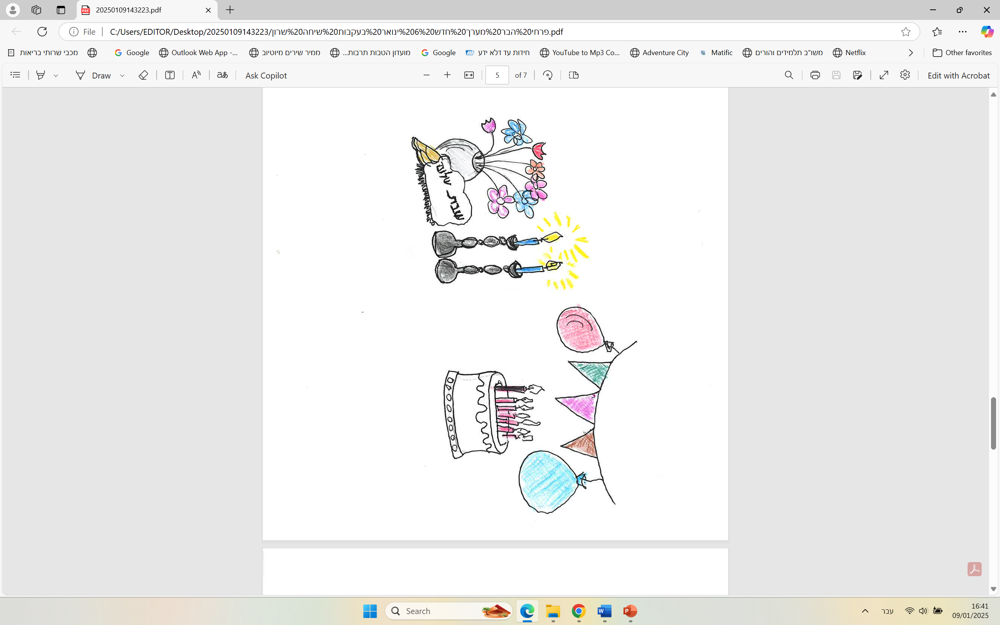 20250109143223.pdf
File
C:/Users/EDITOR/Desktop/20250109143223/פרחי%20הבר%20מערך%20חדש%206%20ינואר%20בעקבות%20שיחה%20שרון.pdf
מכבי שרותי בריאות
Google
Outlook Web App -...
ממיר שירים מיוטיוב
מועדון הטבות תרבות...
Google
חידות עד דלא ידע
YouTube to Mp3 Co...
Adventure City
Matific
משו"ב תלמידים והורים
Netflix
Other favorites
Draw
aあ
Ask Copilot
5 of 7
Edit with Acrobat
שבת שלום
Search
עבר
16:41
09/01/2025